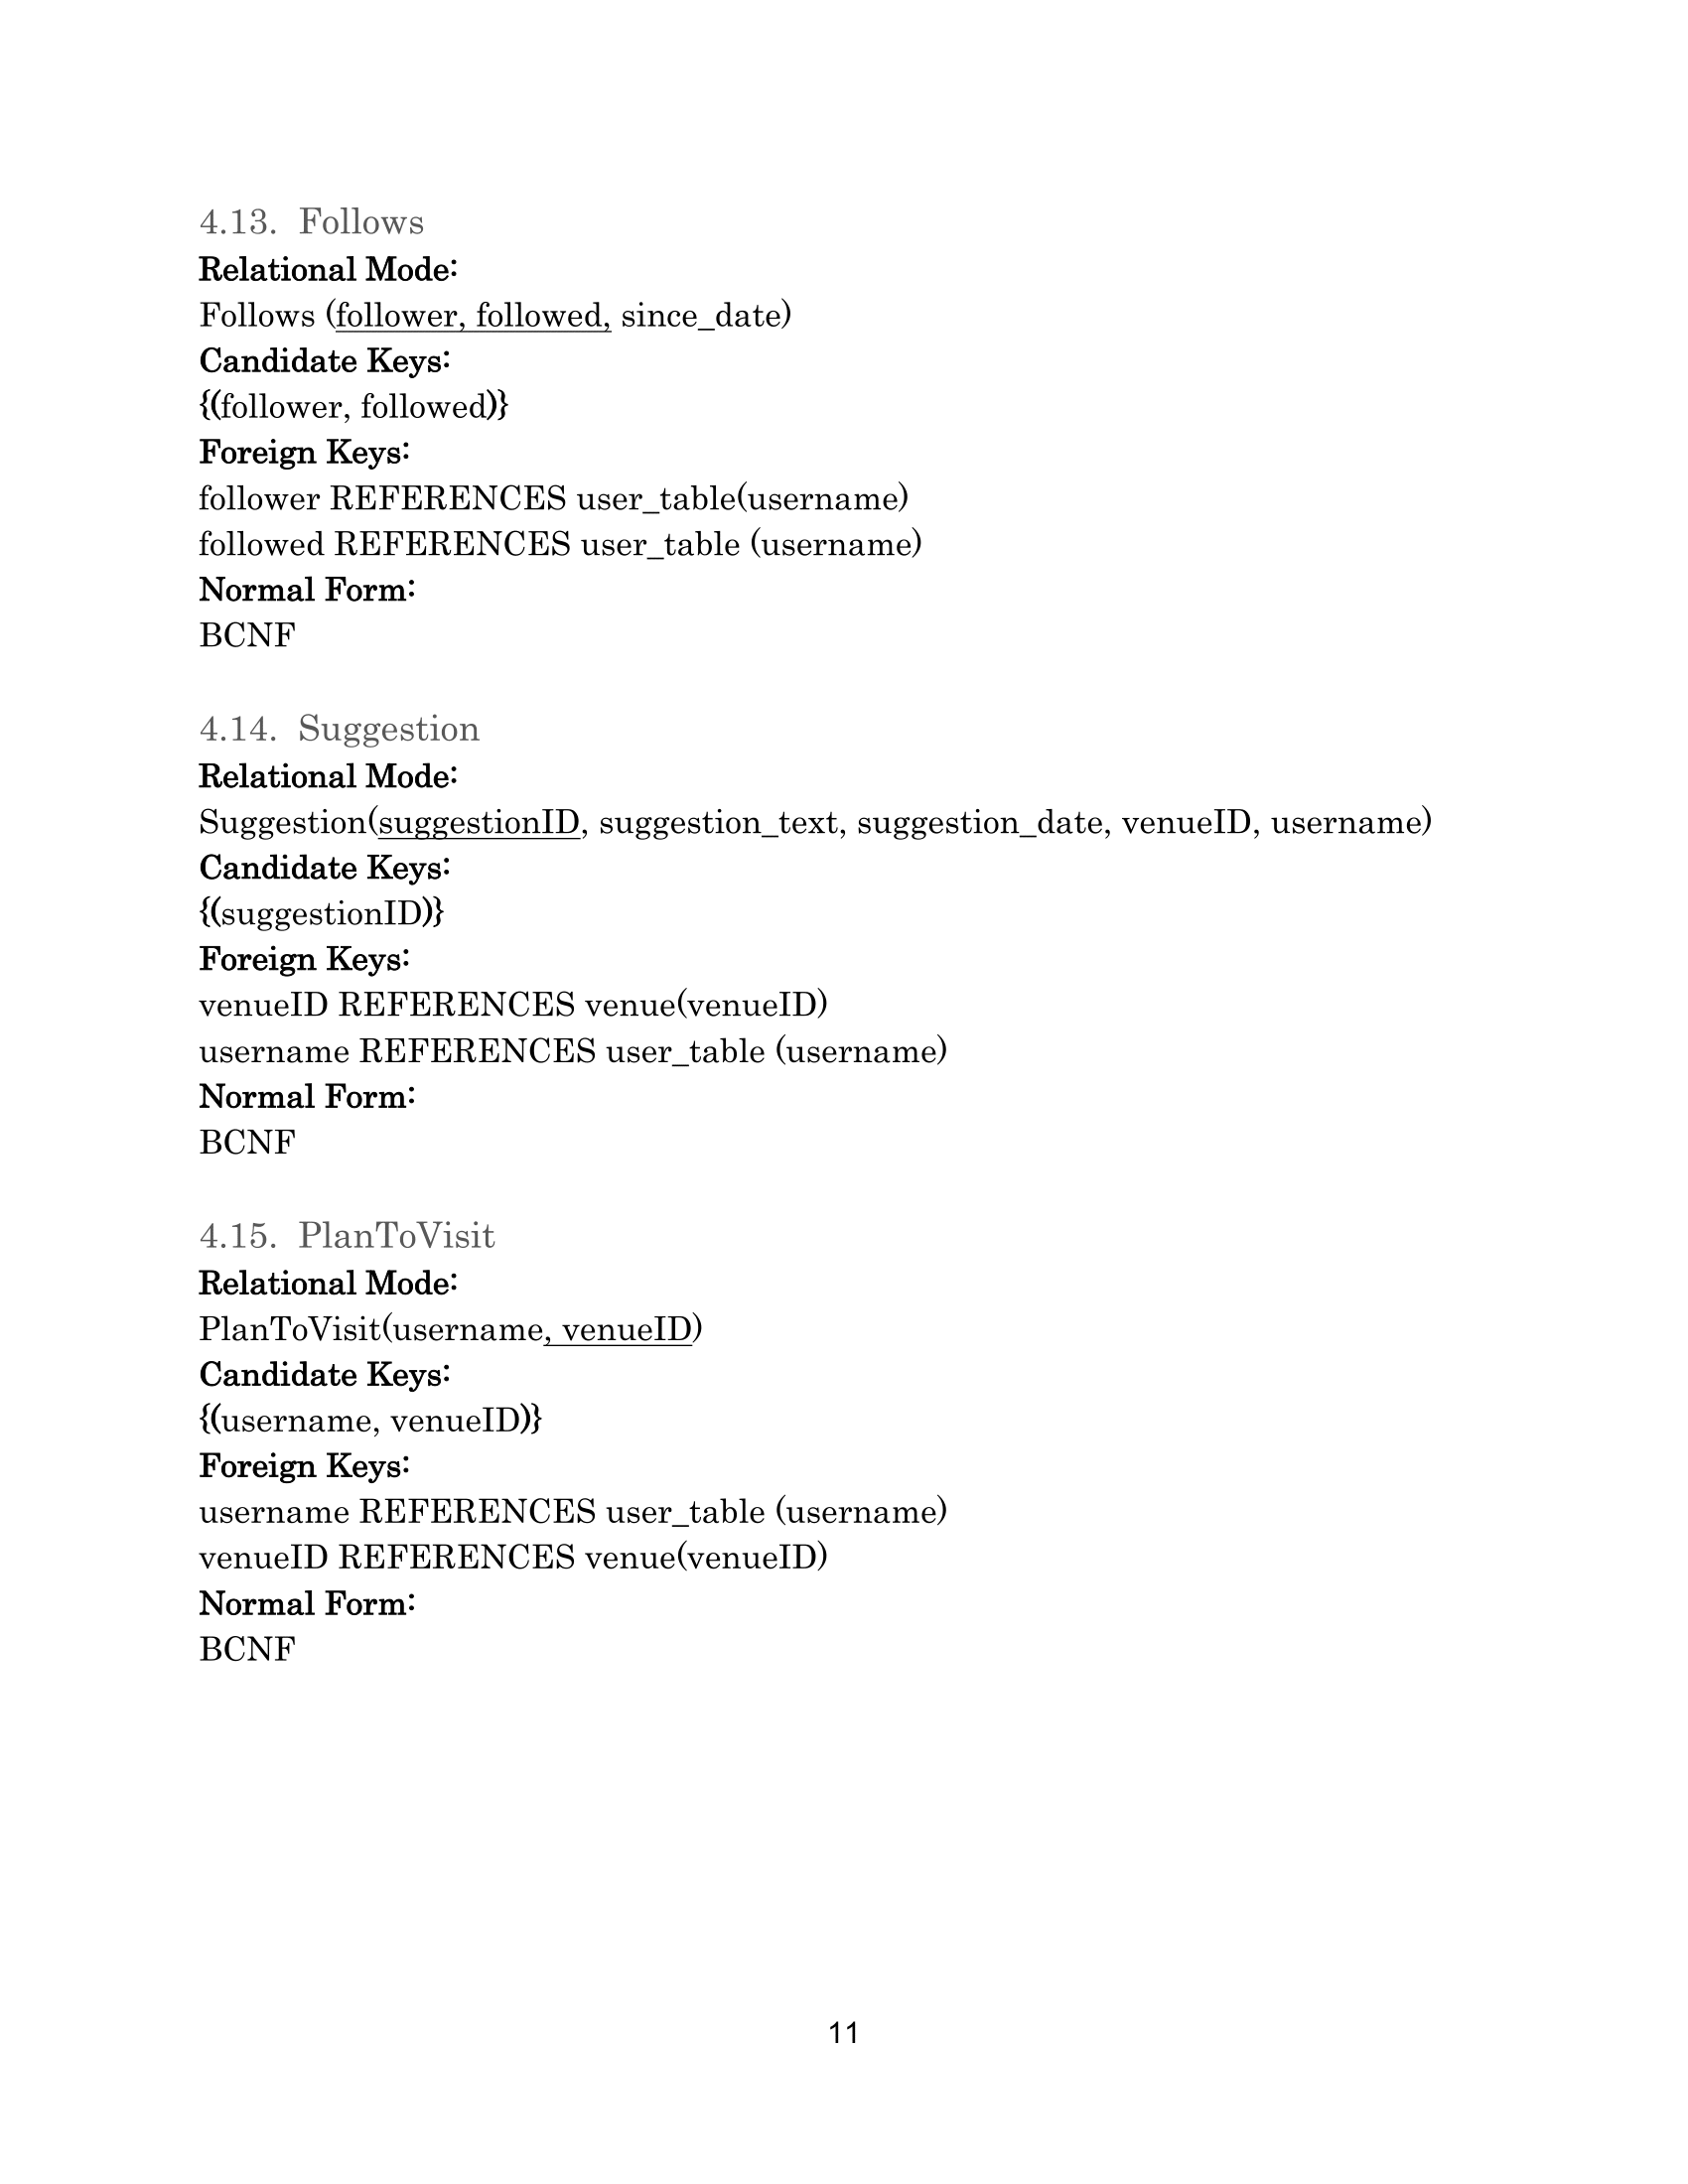 4.13. Follows
Relational Mode:
Follows (follower, followed, since_date)
Candidate Keys:
{(follower, followed)}
Foreign Keys:
follower REFERENCES user_table(username)
followed REFERENCES user_table (username)
Normal Form:
BCNF
4.14. Suggestion
Relational Mode:
Suggestion(suggestionID, suggestion_text, suggestion_date, venueID, username)
Candidate Keys:
{(suggestionID)}
Foreign Keys:
venueID REFERENCES venue(venueID)
username REFERENCES user_table (username)
Normal Form:
BCNF
4.15. PlanToVisit
Relational Mode:
PlanToVisit(username, venueID)
Candidate Keys:
{(username, venueID)}
Foreign Keys:
username REFERENCES user_table (username)
venueID REFERENCES venue(venueID)
Normal Form:
BCNF
11